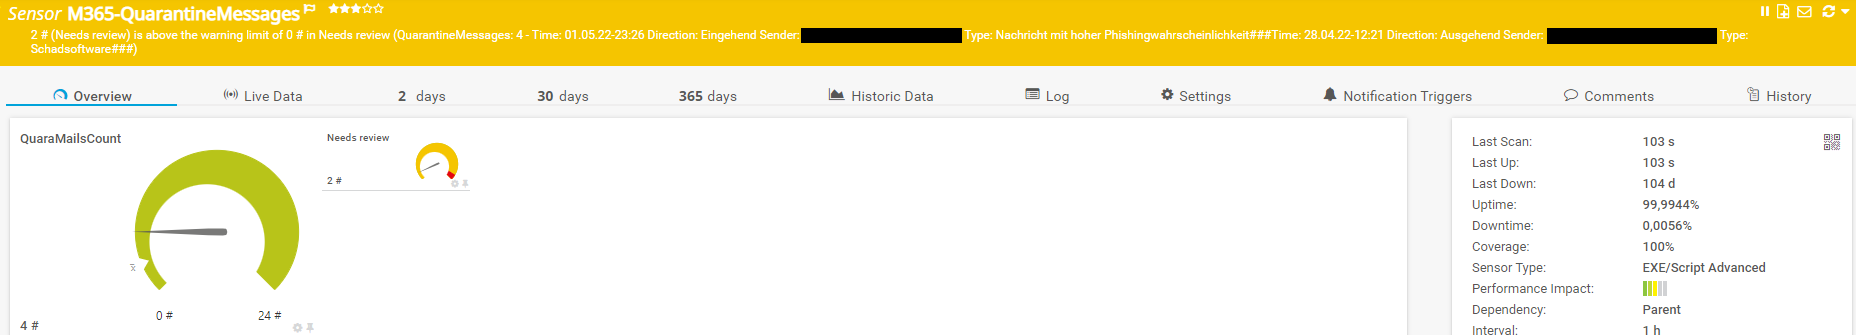 Sensor M365-QuarantineMessages
2 # (Needs review) is above the warning limit of 0 # in Needs review (QuarantineMessages: 4 - Time: 01.05.22-23:26 Direction: Eingehend Sender: Type: Nachricht mit hoher Phishingwahrscheinlichkeit###Time: 28.04.22-12:21 Direction: Ausgehend Sender: Type:
Schadsoftware###)
Overview
Live Data
2 days
30 days
365 days
Historic Data
Log
Settings
Notification Triggers
Comments
History
QuaraMailsCount
x
0 #
24 #
4 #
Needs review
2 #
Last Scan: 103 s
Last Up: 103 s
Last Down: 104 d
Uptime: 99,9944%
Downtime: 0,0056%
Coverage: 100%
Sensor Type: EXE/Script Advanced
Performance Impact:
Dependency: Parent
Interval: 1 h